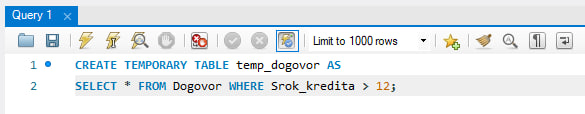 Query 1
Limit to 1000 rows
1 CREATE TEMPORARY TABLE temp_dogovor AS
2 SELECT * FROM Dogovor WHERE Srok_kredita > 12;